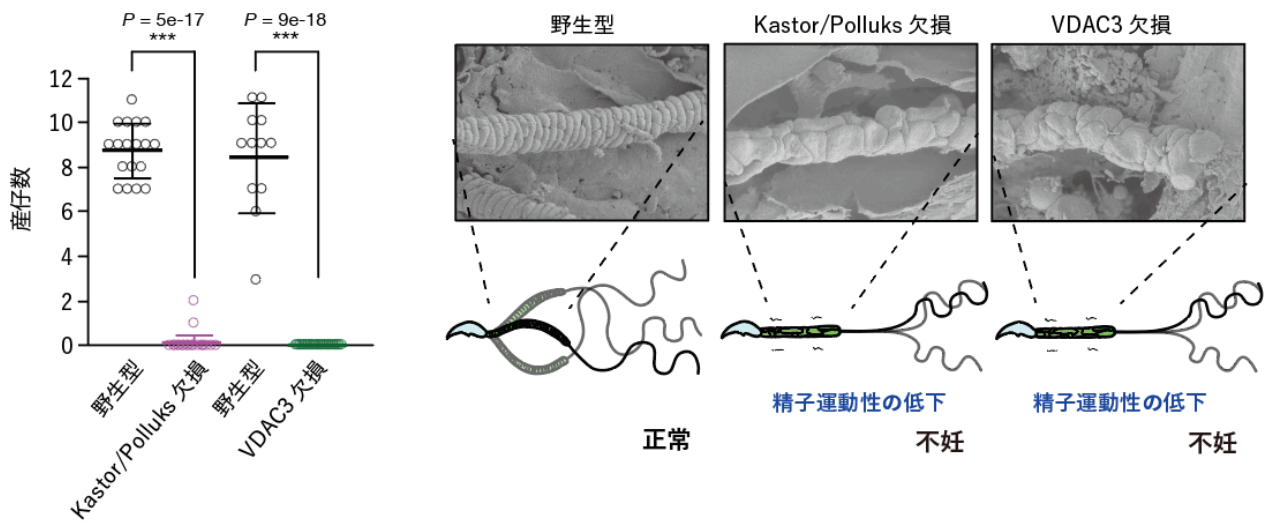 P = 5e-17
***
P = 9e-18
***
産仔数
12
10
8
6
4
2
0
野生型
Kastor/Polluks 欠損
野生型
VDAC3 欠損
野生型
Kastor/Polluks 欠損
VDAC3 欠損
精子運動性の低下
精子運動性の低下
正常
不妊
不妊